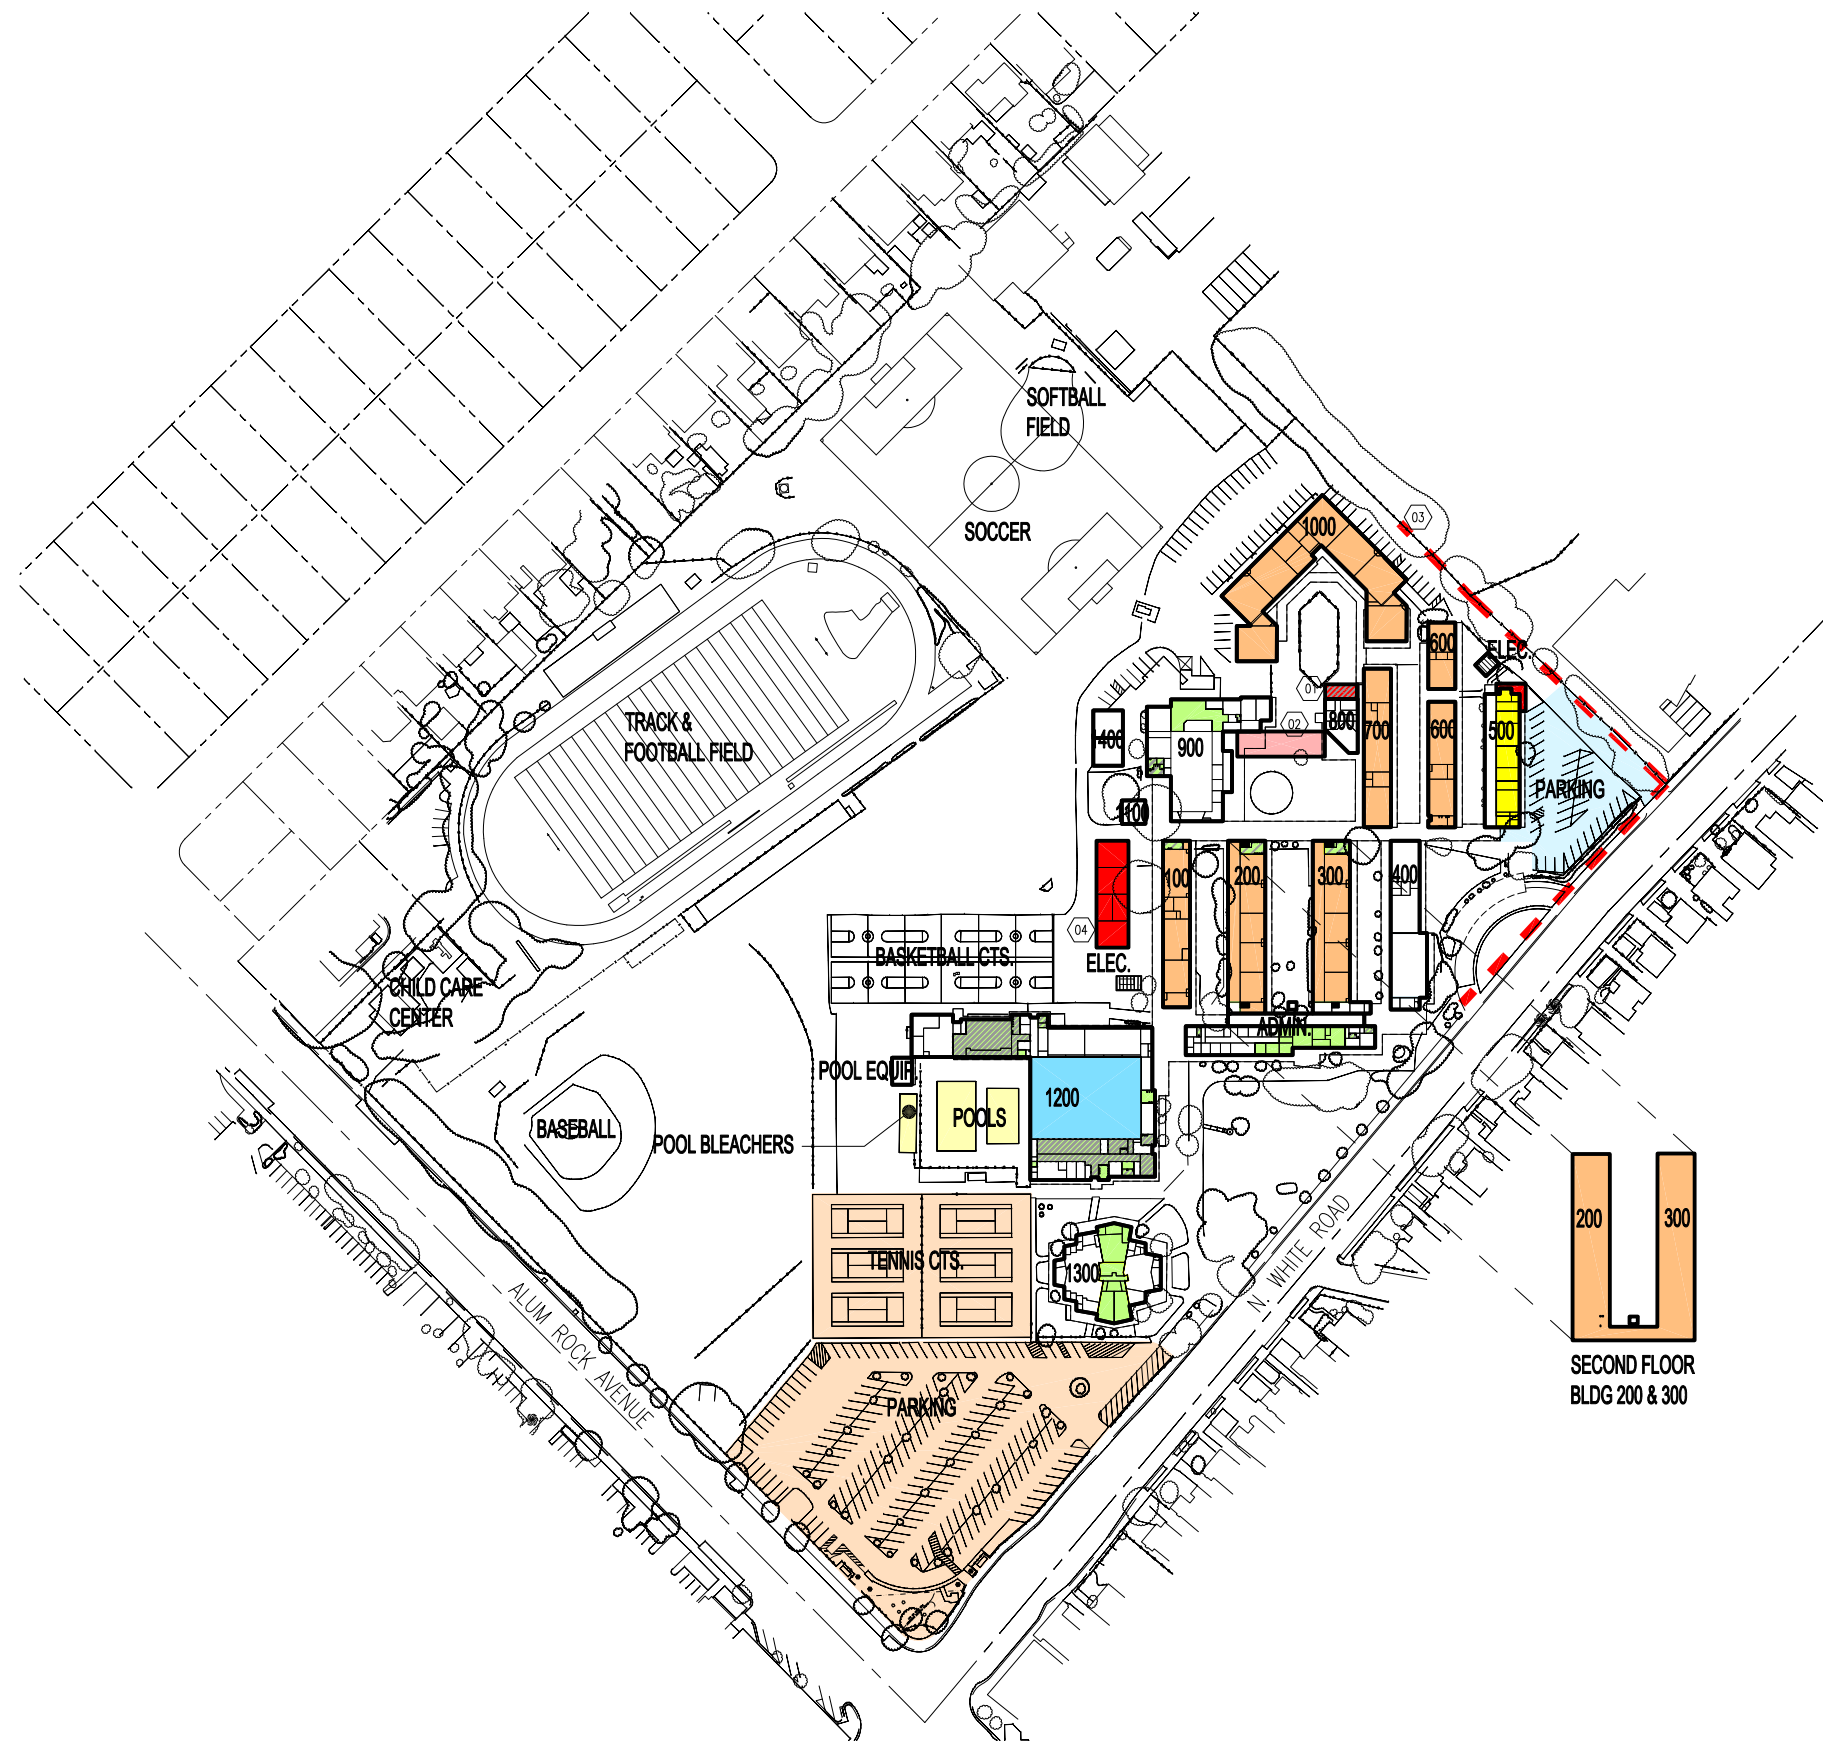 SOFTBALL
FIELD
SOCCER
1000
03
600
ELEC.
01
02
800
TRACK &
FOOTBALL FIELD
1400
900
700
600
500
PARKING
1100
100
200
300
400
04
BASKETBALL CTS.
ELEC.
CHILD CARE
CENTER
ADMIN.
POOL EQUIP.
1200
POOLS
BASEBALL
POOL BLEACHERS
TENNIS CTS.
1300
N. WHITE ROAD
200
300
ALUM ROCK AVENUE
SECOND FLOOR
BLDG 200 & 300
PARKING